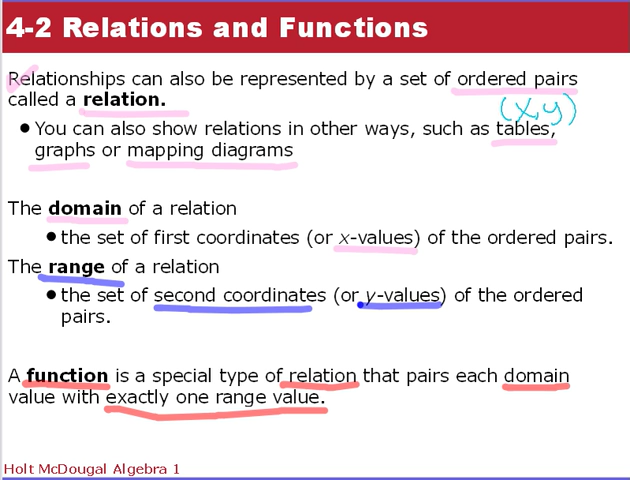 4-2 Relations and Functions
Relationships can also be represented by a set of ordered pairs
called a relation.
(x,y)
• You can also show relations in other ways, such as tables,
graphs or mapping diagrams
The domain of a relation
• the set of first coordinates (or x-values) of the ordered pairs.
The range of a relation
• the set of second coordinates (or y-values) of the ordered
pairs.
A function is a special type of relation that pairs each domain
value with exactly one range value.
Holt McDougal Algebra 1